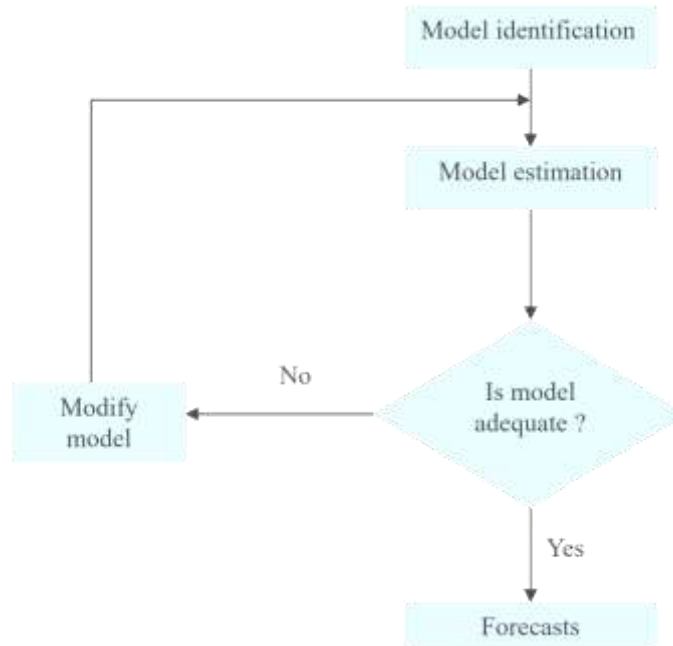 Model identification
Model estimation
No
Is model
adequate ?
Modify
model
Yes
Forecasts